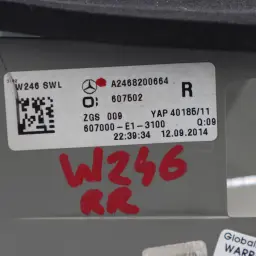 W246 SWL
A2468200664
R
607502
ZGS 009
YAP 40186/11
607000-E1-3100
Q:09
22:39:34
12.09.2014
W246
RR
Global
WARR